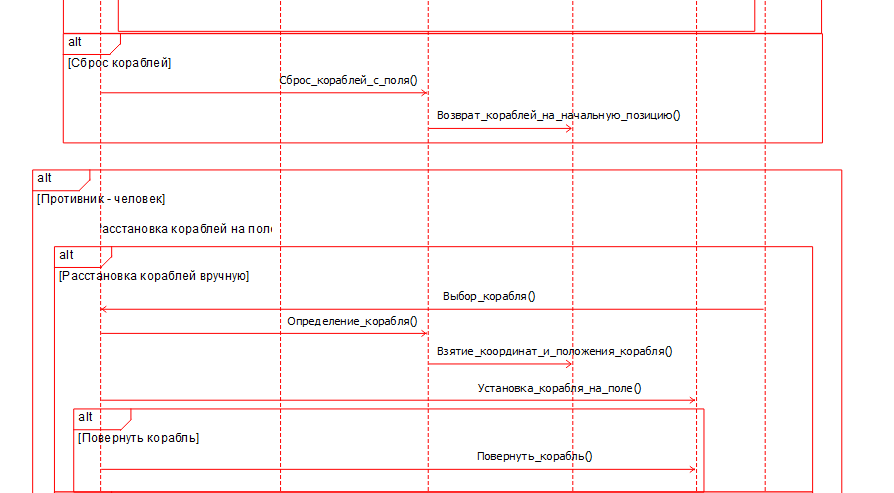 alt
[Сброс кораблей]
Сброс_кораблей_с_поля()
Возврат_кораблей_на_начальную_позицию()
alt
[Противник - человек]
асстановка кораблей на поле
alt
[Расстановка кораблей вручную]
Выбор_корабля()
Определение_корабля()
Взятие_координат_и_положения_корабля()
Установка_корабля_на_поле()
alt
[Повернуть корабль]
Повернуть_корабль()